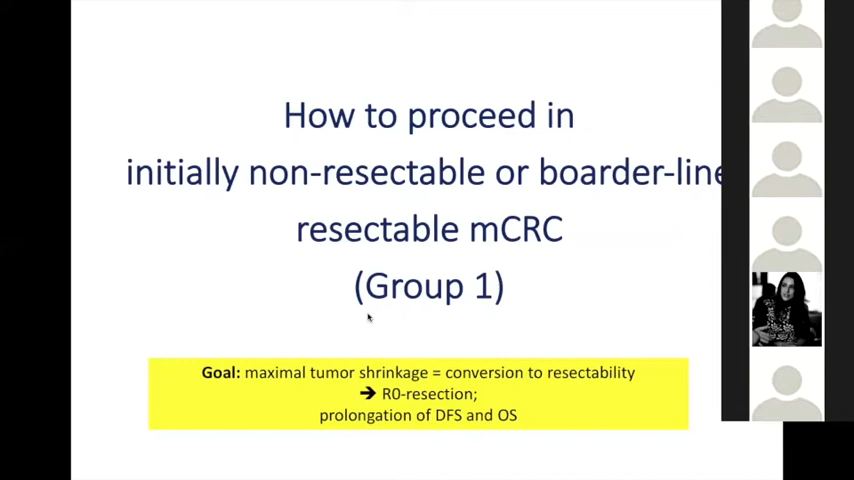 How to proceed in
initially non-resectable or boarder-line
resectable mCRC
(Group 1)
Goal: maximal tumor shrinkage = conversion to resectability
➔ R0-resection;
prolongation of DFS and OS